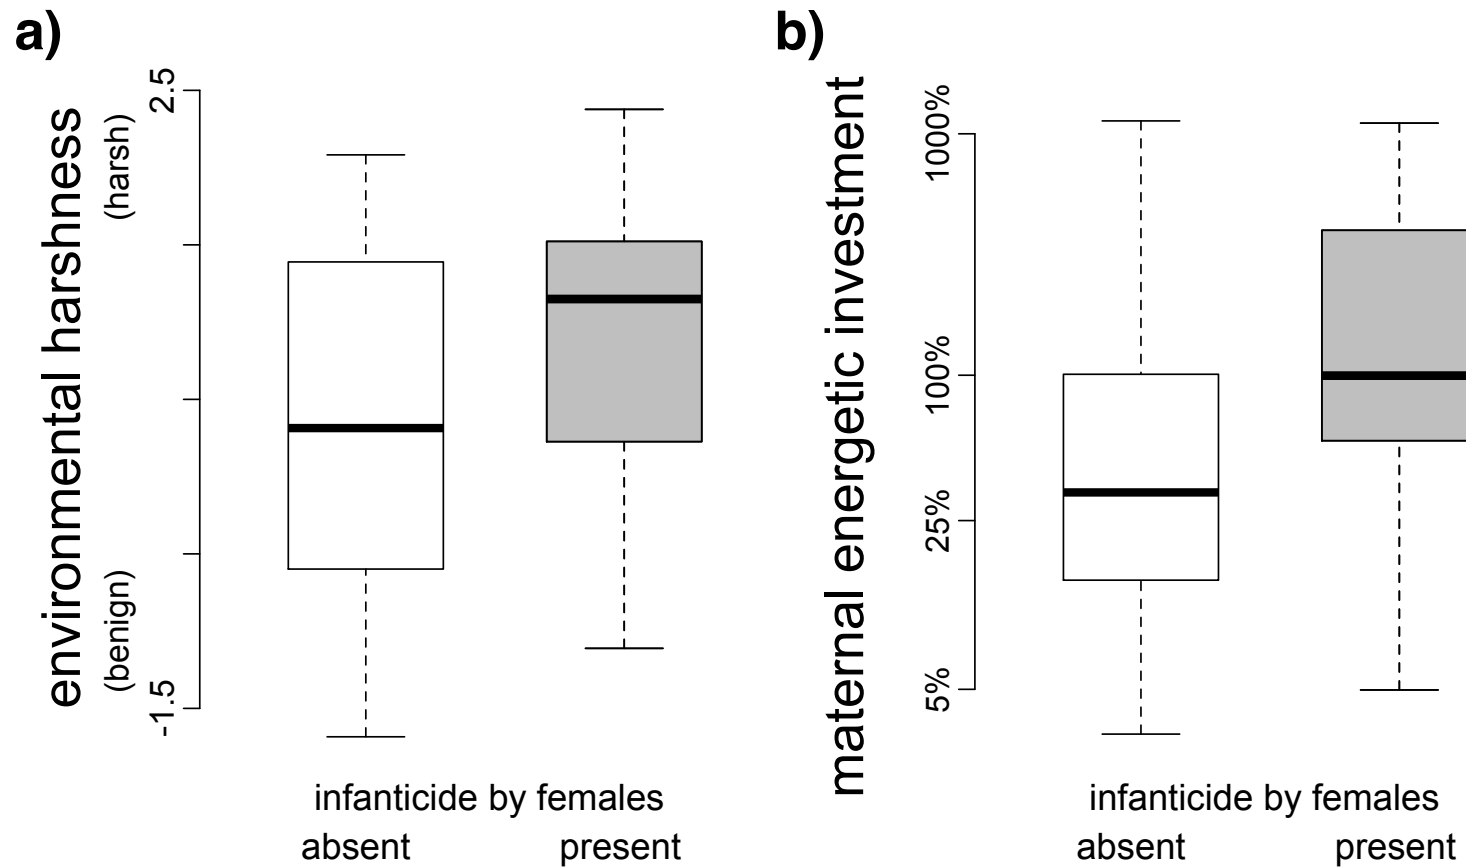 a)
environmental harshness
(benign)
(harsh)
-1.5
2.5
infanticide by females
absent
present
b)
maternal energetic investment
5%
25%
100%
1000%
infanticide by females
absent
present